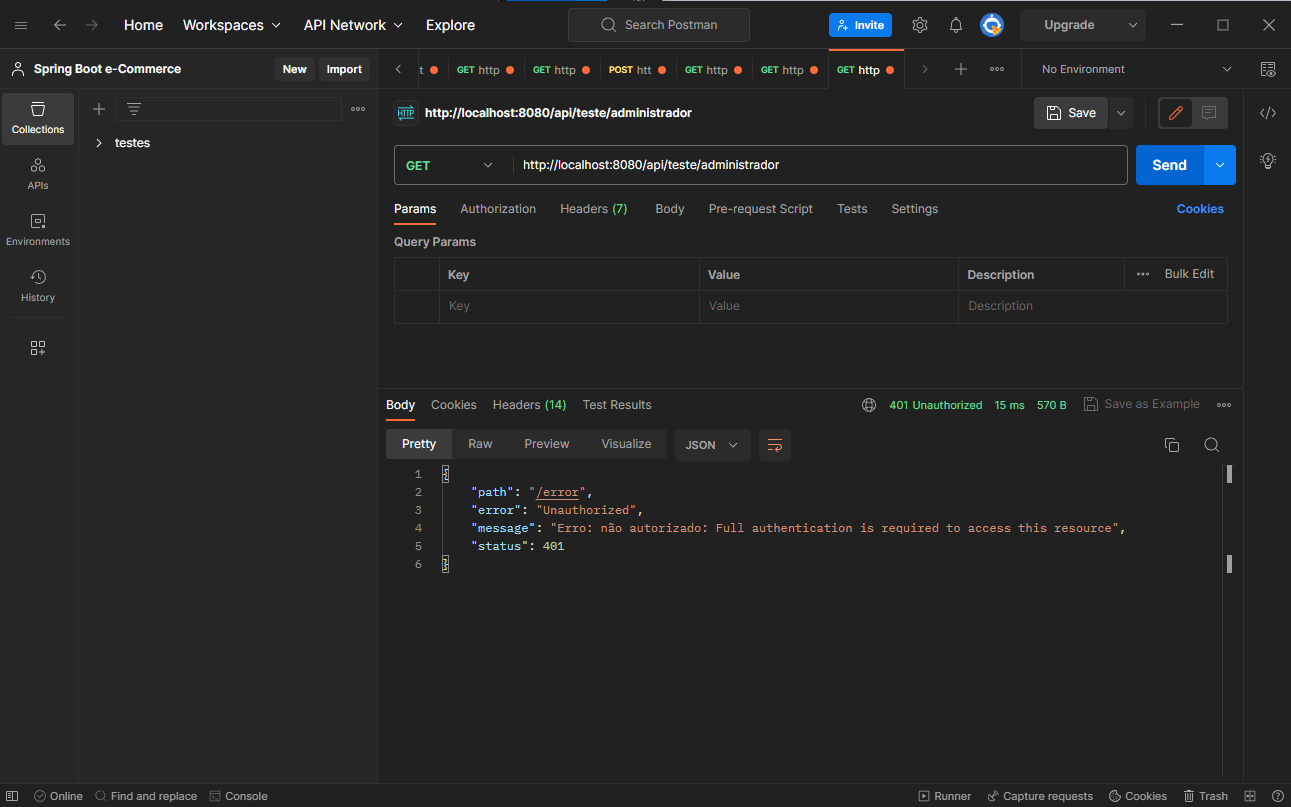 Home Workspaces API Network Explore Search Postman Invite Upgrade
Spring Boot e-Commerce New Import
t GET http GET http POST htt GET http GET http GET http No Environment
Collections
APIs
Environments
History
testes
HTTP http://localhost:8080/api/teste/administrador Save
GET http://localhost:8080/api/teste/administrador Send
Params Authorization Headers (7) Body Pre-request Script Tests Settings Cookies
Query Params
Key Value Description Bulk Edit
Key Value Description
Body Cookies Headers (14) Test Results 401 Unauthorized 15 ms 570 B Save as Example
Pretty Raw Preview Visualize JSON
1 {
2 "path": "/error",
3 "error": "Unauthorized",
4 "message": "Erro: não autorizado: Full authentication is required to access this resource",
5 "status": 401
6 }
Online Find and replace Console Runner Capture requests Cookies Trash